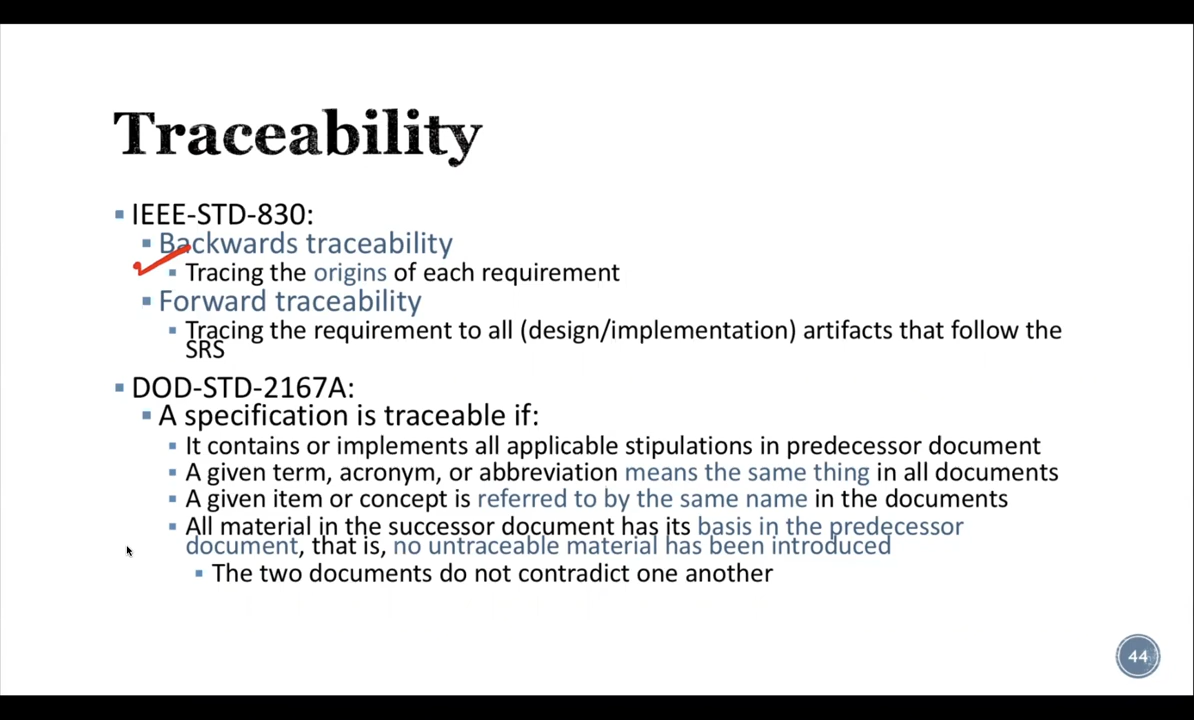 Traceability
▪ IEEE-STD-830:
▪ Backwards traceability
▪ Tracing the origins of each requirement
▪ Forward traceability
▪ Tracing the requirement to all (design/implementation) artifacts that follow the
SRS
▪ DOD-STD-2167A:
▪ A specification is traceable if:
▪ It contains or implements all applicable stipulations in predecessor document
▪ A given term, acronym, or abbreviation means the same thing in all documents
▪ A given item or concept is referred to by the same name in the documents
▪ All material in the successor document has its basis in the predecessor
document, that is, no untraceable material has been introduced
▪ The two documents do not contradict one another
44